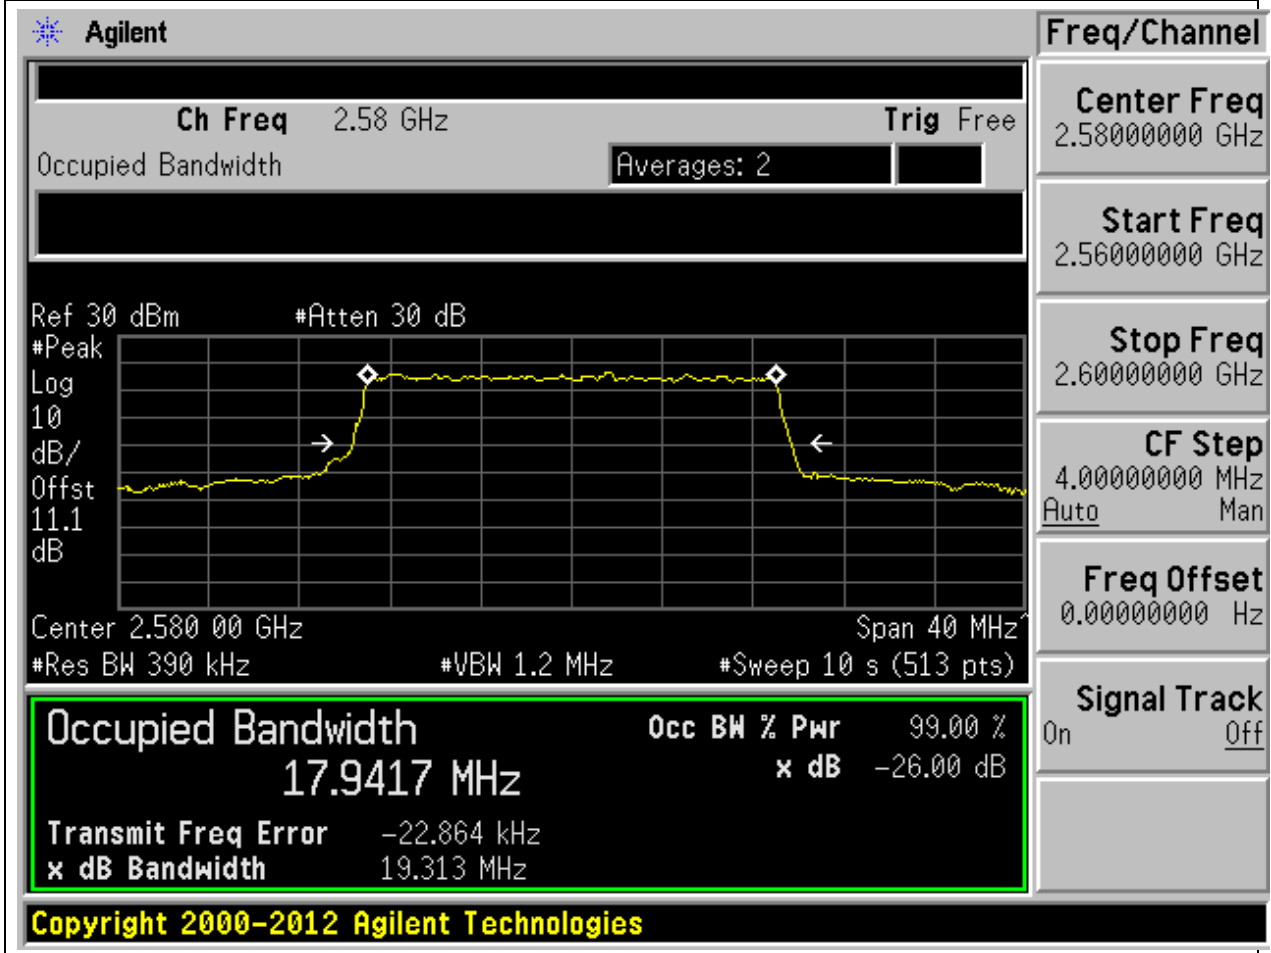 Agilent
Freq/Channel
Ch Freq 2.58 GHz Trig Free
Occupied Bandwidth Averages: 2
Center Freq
2.58000000 GHz
Start Freq
2.56000000 GHz
Stop Freq
2.60000000 GHz
CF Step
4.00000000 MHz
Auto Man
Freq Offset
0.00000000 Hz
Signal Track
On Off
Ref 30 dBm #Atten 30 dB
#Peak
Log
10
dB/
Offst
11.1
dB
Center 2.580 00 GHz Span 40 MHz^
#Res BW 390 kHz #VBW 1.2 MHz #Sweep 10 s (513 pts)
Occupied Bandwidth
17.9417 MHz
Occ BW % Pwr 99.00 %
x dB -26.00 dB
Transmit Freq Error -22.864 kHz
x dB Bandwidth 19.313 MHz
Copyright 2000-2012 Agilent Technologies